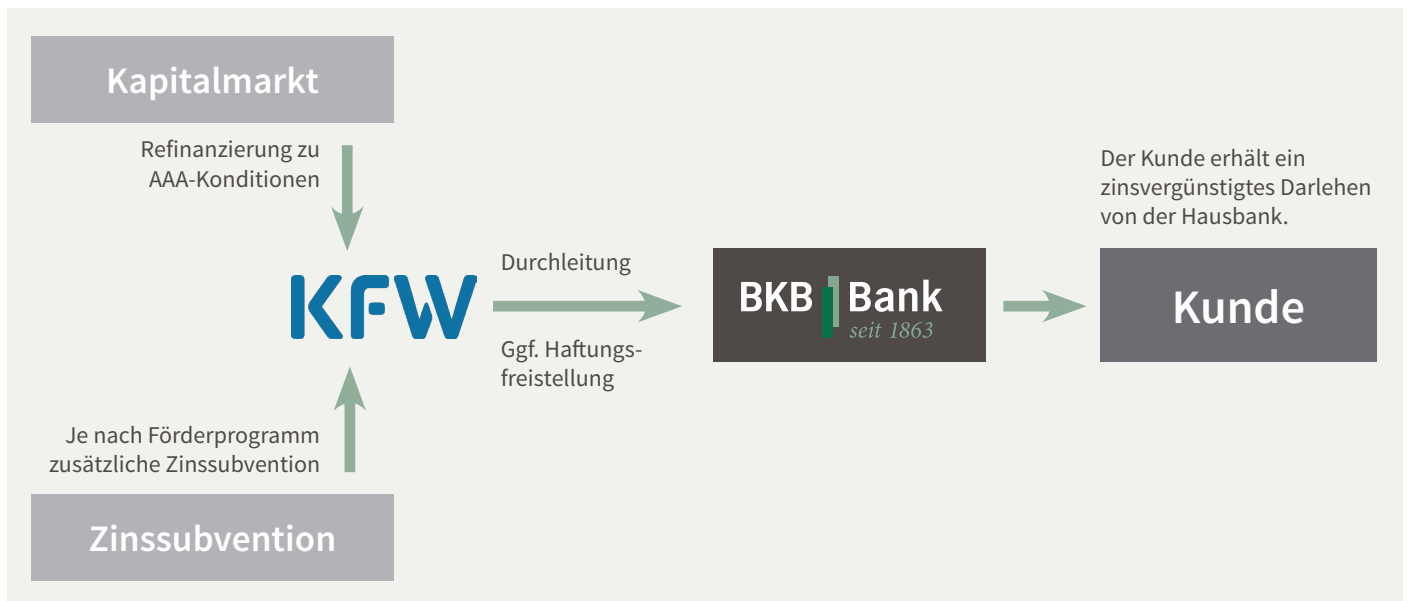 Kapitalmarkt
Refinanzierung zu
AAA-Konditionen
KFW
Je nach Förderprogramm
zusätzliche Zinssubvention
Zinssubvention
Durchleitung
Ggf. Haftungs-
freistellung
BKB Bank
seit 1863
Der Kunde erhält ein
zinsvergünstigtes Darlehen
von der Hausbank.
Kunde